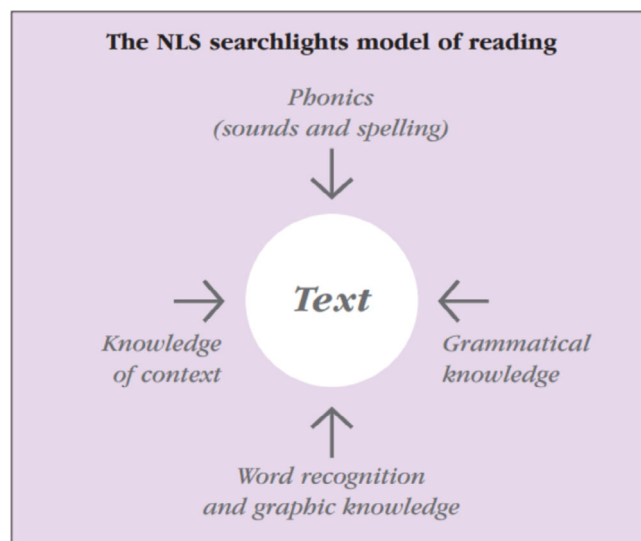 The NLS searchlights model of reading
Phonics
(sounds and spelling)
Text
Knowledge
of context
Grammatical
knowledge
Word recognition
and graphic knowledge